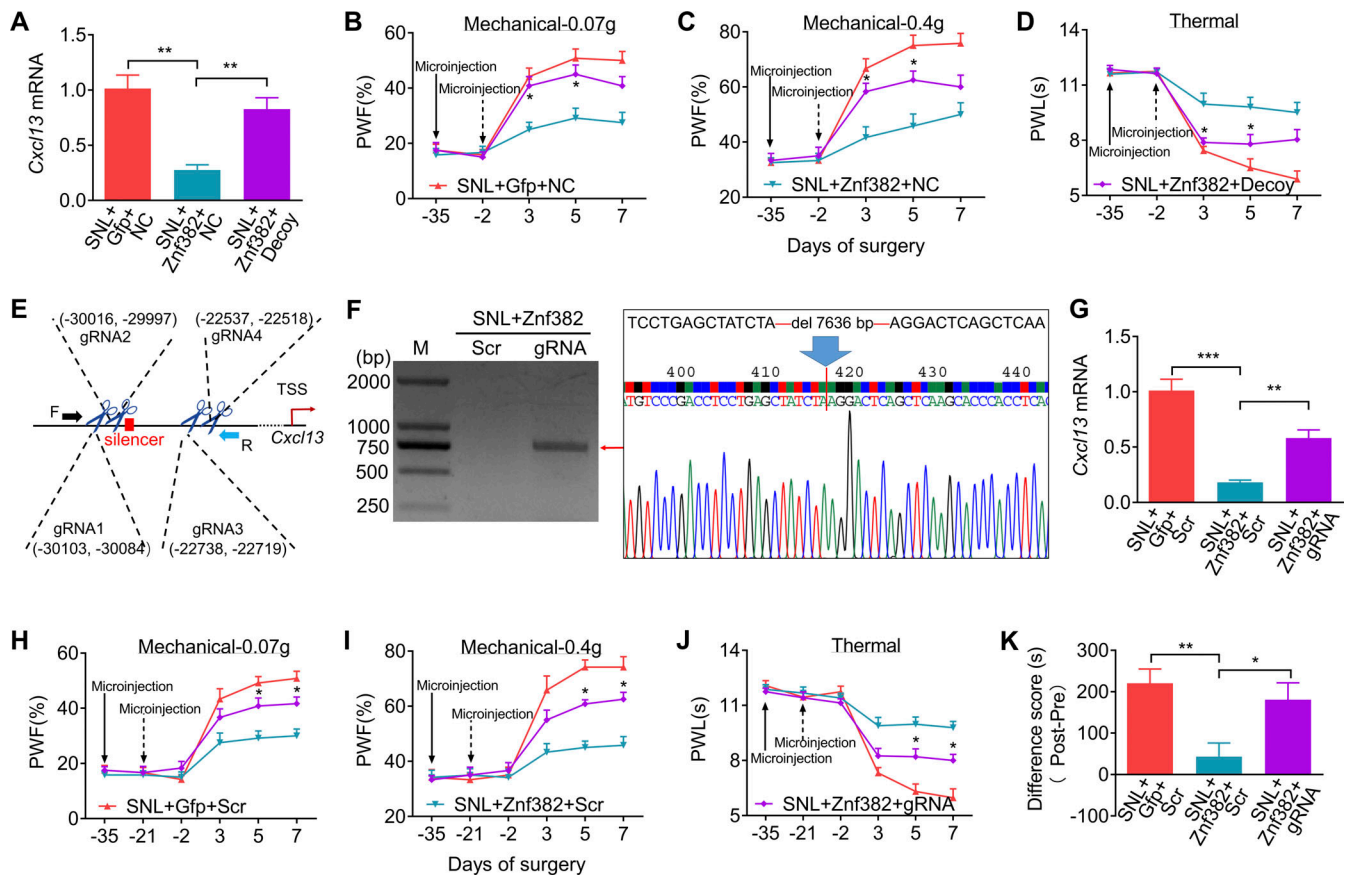 A
Cxcl13 mRNA
1.5
1.0
0.5
0.0
**
**
SNL+
Gfp+
NC
SNL+
Znf382+
NC
SNL+
Znf382+
Decoy
B
Mechanical-0.07g
PWF(%)
60
40
20
0
Microinjection
Microinjection
*
*
SNL+Gfp+NC
-35
-2
3
5
7
C
Mechanical-0.4g
PWF(%)
80
60
40
20
Microinjection
Microinjection
*
*
SNL+Znf382+NC
-35
-2
3
5
7
Days of surgery
D
Thermal
PWL(s)
15
12
9
8
6
Microinjection
Microinjection
*
*
SNL+Znf382+Decoy
-35
-2
3
5
7
E
(-30016, -29997)
gRNA2
(-22537, -22518)
gRNA4
TSS
F
silencer
R
Cxcl13
gRNA1
(-30103, -30084)
gRNA3
(-22738, -22719)
F
SNL+Znf382
(bp)
M
Scr
gRNA
2000
1000
750
500
250
TCCTGAGCTATCTA—del 7636 bp—AGGACTCAGCTCAA
400
410
420
430
440
ATGTCCCGACCTCCTGAGCTATCTAAGGACTCAGCTCAAGCACCCACCTCAC
G
Cxcl13 mRNA
1.5
1.0
0.5
0.0
***
**
SNL+
Gfp+
Scr
SNL+
Znf382+
Scr
SNL+
Znf382+
gRNA
H
Mechanical-0.07g
PWF(%)
60
40
20
0
Microinjection
Microinjection
*
*
SNL+Gfp+Scr
-35
-21
-2
3
5
7
I
Mechanical-0.4g
PWF(%)
80
60
40
20
Microinjection
Microinjection
*
*
SNL+Znf382+Scr
-35
-21
-2
3
5
7
Days of surgery
J
Thermal
PWL(s)
14
11
8
5
Microinjection
Microinjection
*
*
SNL+Znf382+gRNA
-35
-21
-2
3
5
7
K
Difference score (s)
( Post-Pre)
300
200
100
0
-100
**
*
SNL+
Gfp+
Scr
SNL+
Znf382+
Scr
SNL+
Znf382+
gRNA